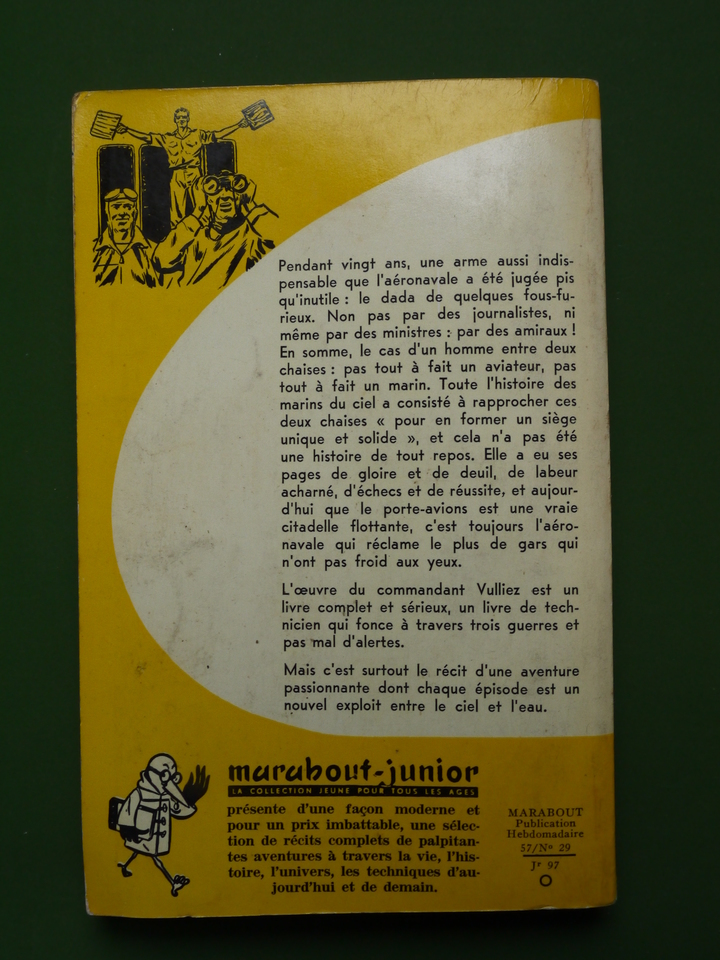 Pendant vingt ans, une arme aussi indis-
pensable que l'aéronavale a été jugée pis
qu'inutile : le dada de quelques fous-fu-
rieux. Non pas par des journalistes, ni
même par des ministres : par des amiraux !
En somme, le cas d'un homme entre deux
chaises : pas tout à fait un aviateur, pas
tout à fait un marin. Toute l'histoire des
marins du ciel a consisté à rapprocher ces
deux chaises « pour en former un siège
unique et solide », et cela n'a pas été
une histoire de tout repos. Elle a eu ses
pages de gloire et de deuil, de labeur
acharné, d'échecs et de réussite, et aujour-
d'hui que le porte-avions est une vraie
citadelle flottante, c'est toujours l'aéro-
navale qui réclame le plus de gars qui
n'ont pas froid aux yeux.
L'œuvre du commandant Vulliez est un
livre complet et sérieux, un livre de tech-
nicien qui fonce à travers trois guerres et
pas mal d'alertes.
Mais c'est surtout le récit d'une aventure
passionnante dont chaque épisode est un
nouvel exploit entre le ciel et l'eau.
marabout-junior
LA COLLECTION JEUNE POUR TOUS LES AGES
présente d'une façon moderne et
pour un prix imbattable, une sélec-
tion de récits complets de palpitan-
tes aventures à travers la vie, l'his-
toire, l'univers, les techniques d'au-
jourd'hui et de demain.
MARABOUT
Publication
Hebdomadaire
57/Nº 29
Jr 97